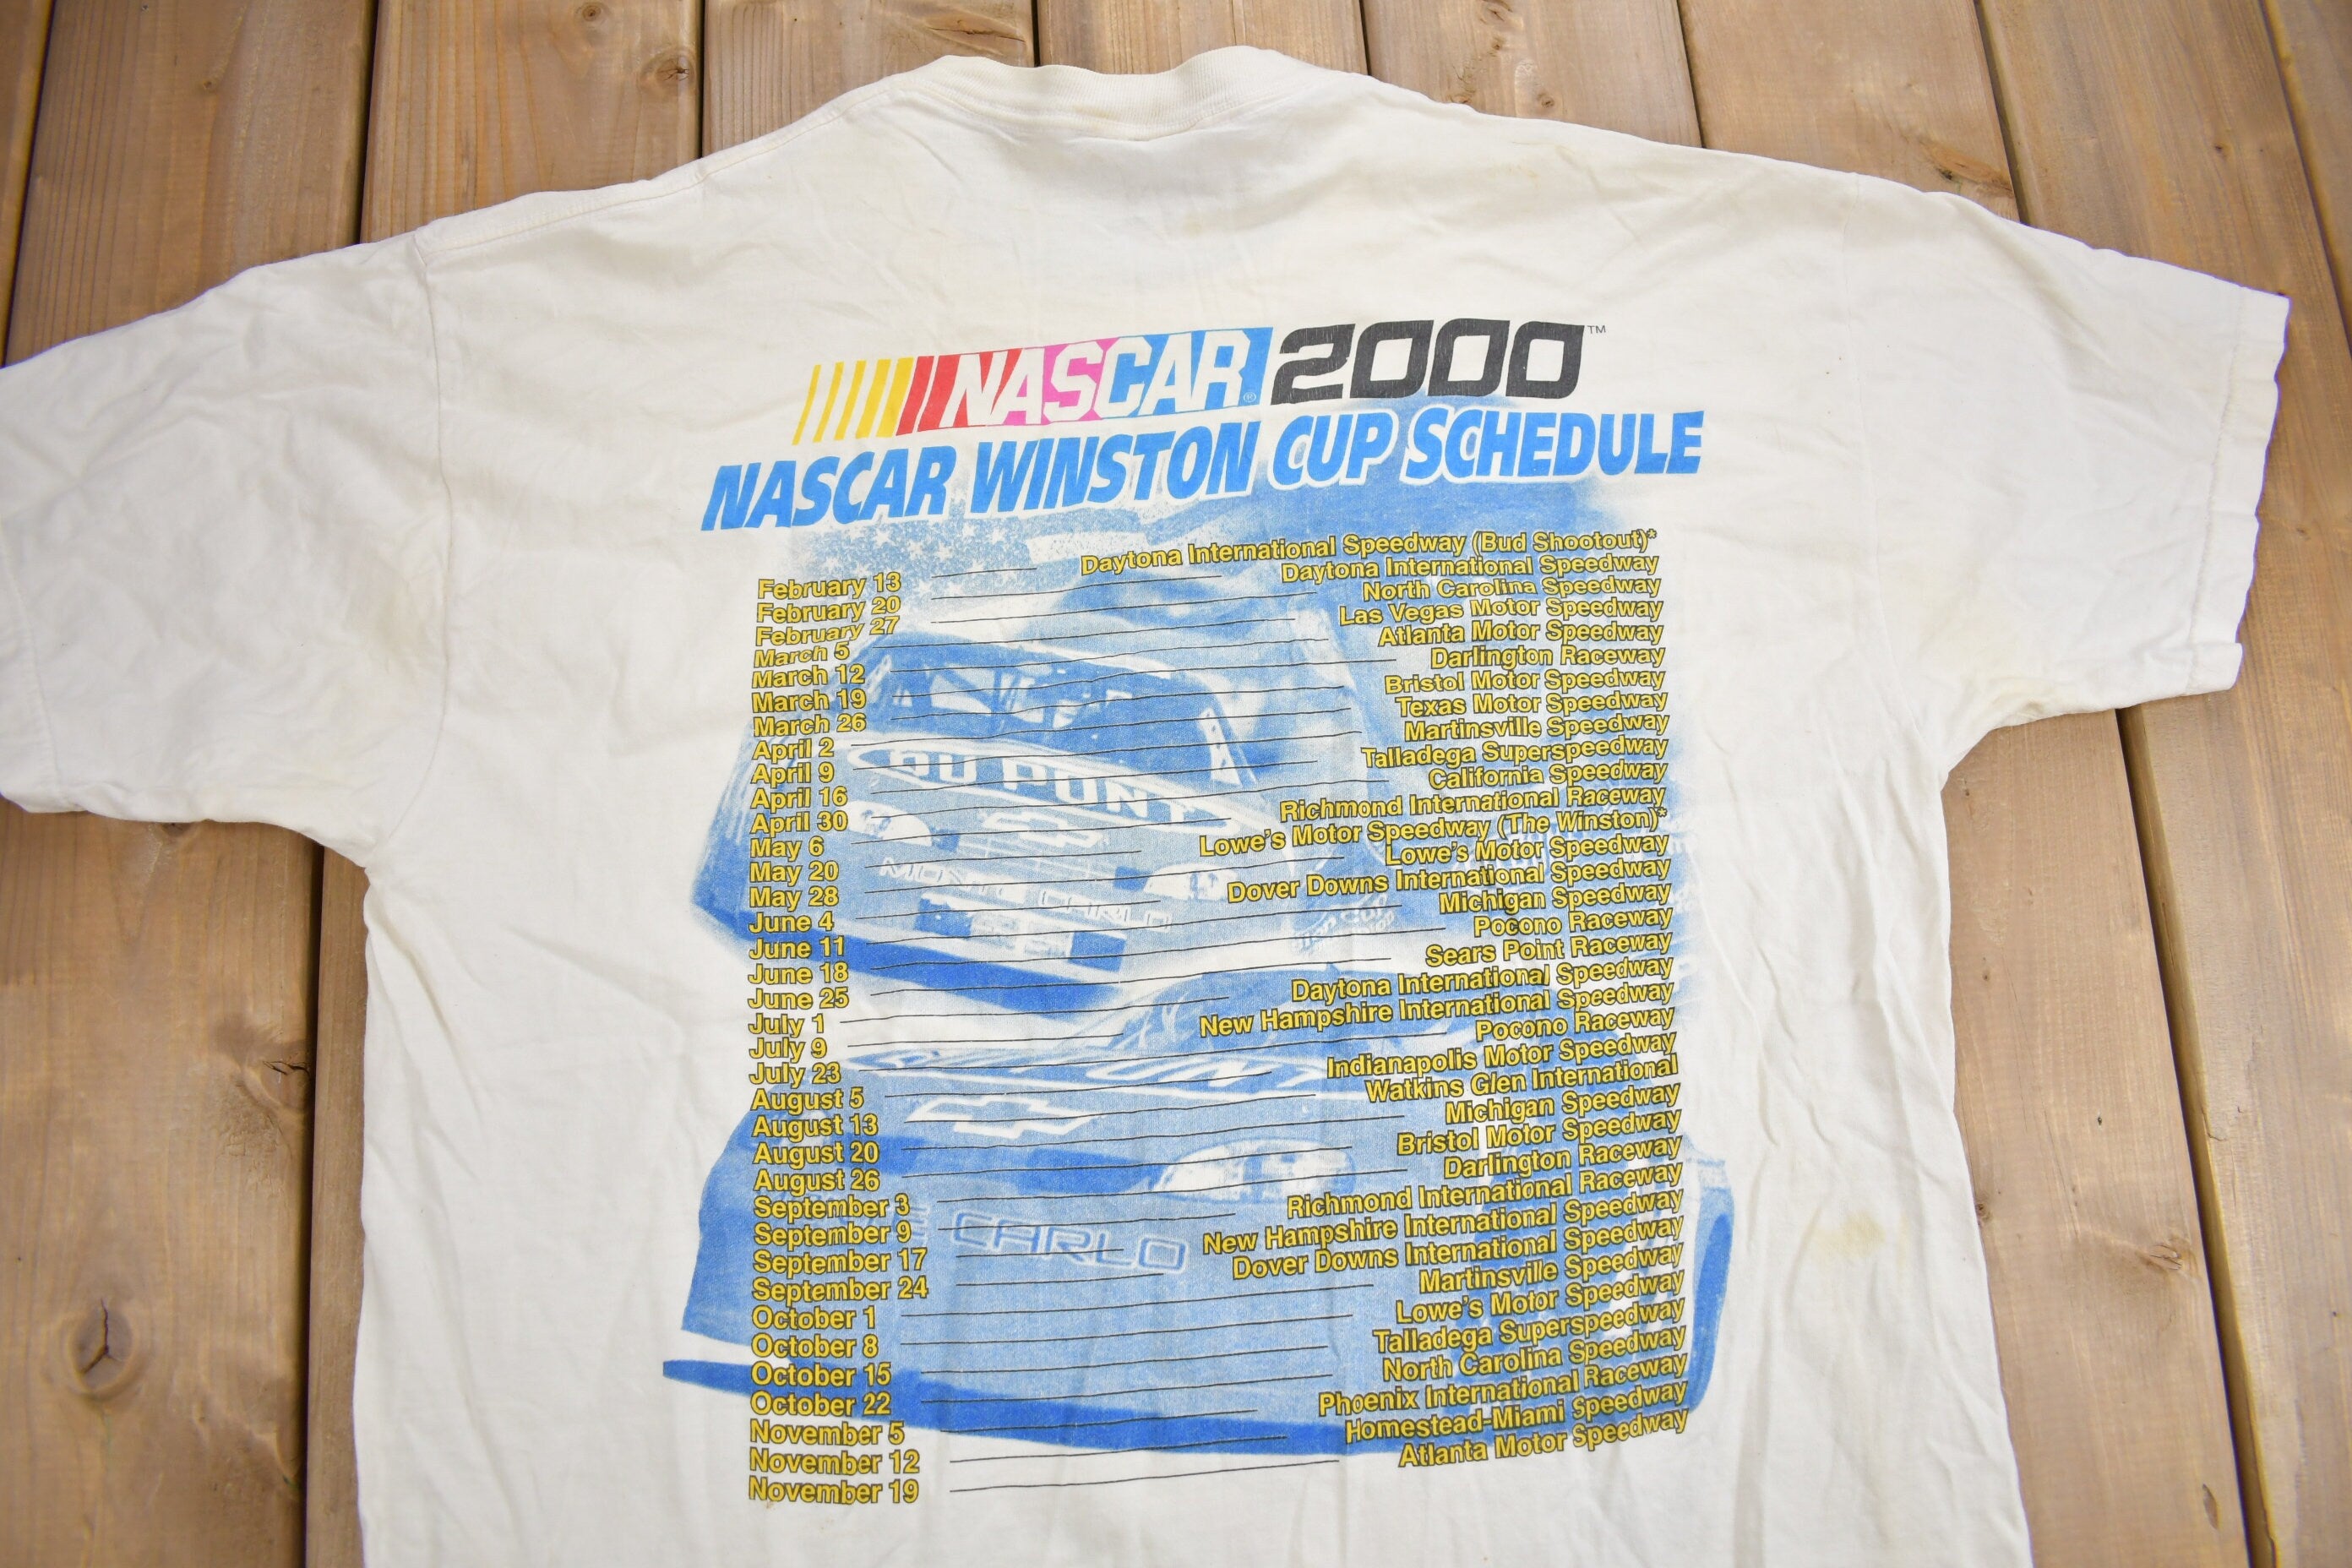 NASCAR® 2000™
NASCAR WINSTON CUP SCHEDULE
February 13 Daytona International Speedway (Bud Shootout)*
February 20 Daytona International Speedway
February 27 North Carolina Speedway
March 5 Las Vegas Motor Speedway
March 12 Atlanta Motor Speedway
March 19 Darlington Raceway
March 26 Bristol Motor Speedway
April 2 Texas Motor Speedway
April 9 Martinsville Speedway
April 16 Talladega Superspeedway
April 30 California Speedway
May 6 Richmond International Raceway
May 20 Lowe's Motor Speedway (The Winston)*
May 28 Lowe's Motor Speedway
June 4 Dover Downs International Speedway
June 11 Michigan Speedway
June 18 Pocono Raceway
June 25 Sears Point Raceway
July 1 Daytona International Speedway
July 9 New Hampshire International Speedway
July 23 Pocono Raceway
August 5 Indianapolis Motor Speedway
August 13 Watkins Glen International
August 20 Michigan Speedway
August 26 Bristol Motor Speedway
September 3 Darlington Raceway
September 9 Richmond International Raceway
September 17 New Hampshire International Speedway
September 24 Dover Downs International Speedway
October 1 Martinsville Speedway
October 8 Lowe's Motor Speedway
October 15 Talladega Superspeedway
October 22 North Carolina Speedway
November 5 Phoenix International Raceway
November 12 Homestead-Miami Speedway
November 19 Atlanta Motor Speedway
DU PONT
MONTE CARLO
CARLO